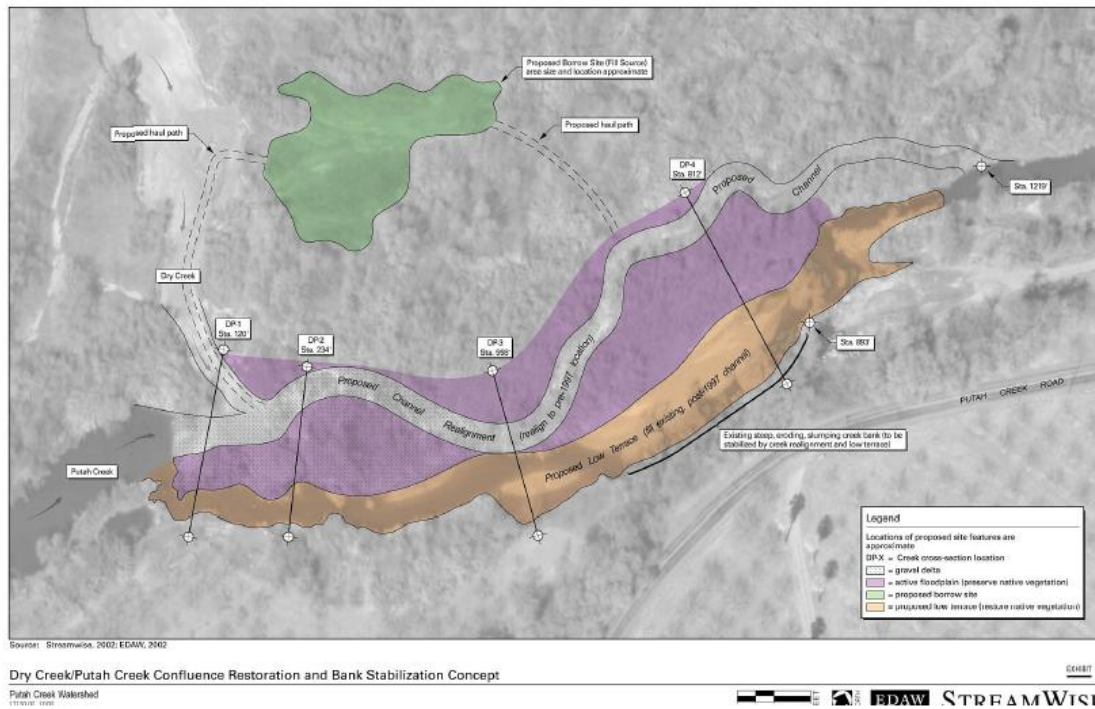 Proposed Borrow Site (Fill Source)
area size and location approximate
Proposed haul path
Proposed haul path
DP-4
Sta. 812'
Proposed
Channel
Sta. 1219'
Dry Creek
DP-1
Sta. 120'
DP-2
Sta. 234'
DP-3
Sta. 893'
Proposed
Channel
Realignment
(realign to pre-1997 location)
Proposed Low Terrace (fill existing, post-1997 channel)
PUTAH CREEK ROAD
Existing steep, eroding, slumping creek bank (to be
stabilized by creek realignment and low terrace)
Putah Creek
Legend
Locations of proposed site features are
approximate
DP-X = Creek cross-section location
= gravel delta
= active floodplain (preserve native vegetation)
= proposed borrow site
= proposed low terrace (restore native vegetation)
Source: Streamwise, 2002; EDAW, 2002
Dry Creek/Putah Creek Confluence Restoration and Bank Stabilization Concept
EXHIBIT
Putah Creek Watershed
FEET
NORTH
EDAW
STREAMWISE